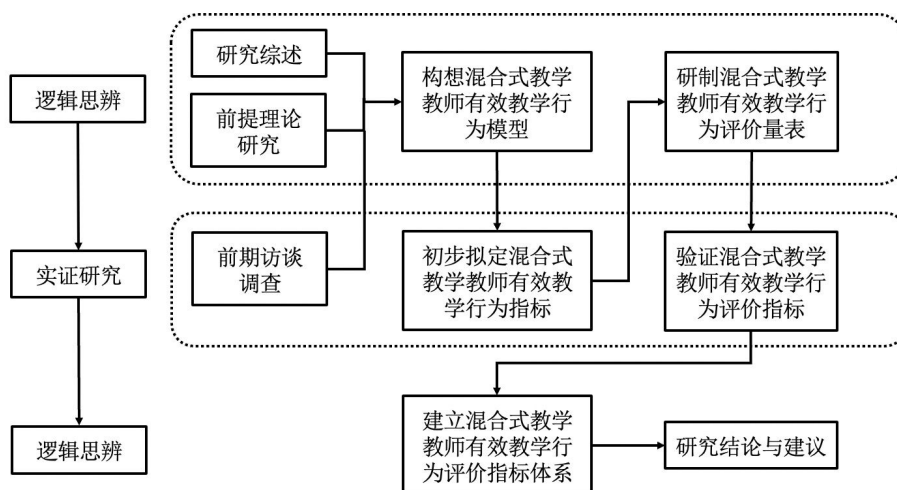 逻辑思辨
实证研究
逻辑思辨
研究综述
前提理论
研究
构想混合式教学
教师有效教学行
为模型
研制混合式教学
教师有效教学行
为评价量表
前期访谈
调查
初步拟定混合式
教学教师有效教
学行为指标
验证混合式教学
教师有效教学行
为评价指标
建立混合式教学
教师有效教学行
为评价指标体系
研究结论与建议